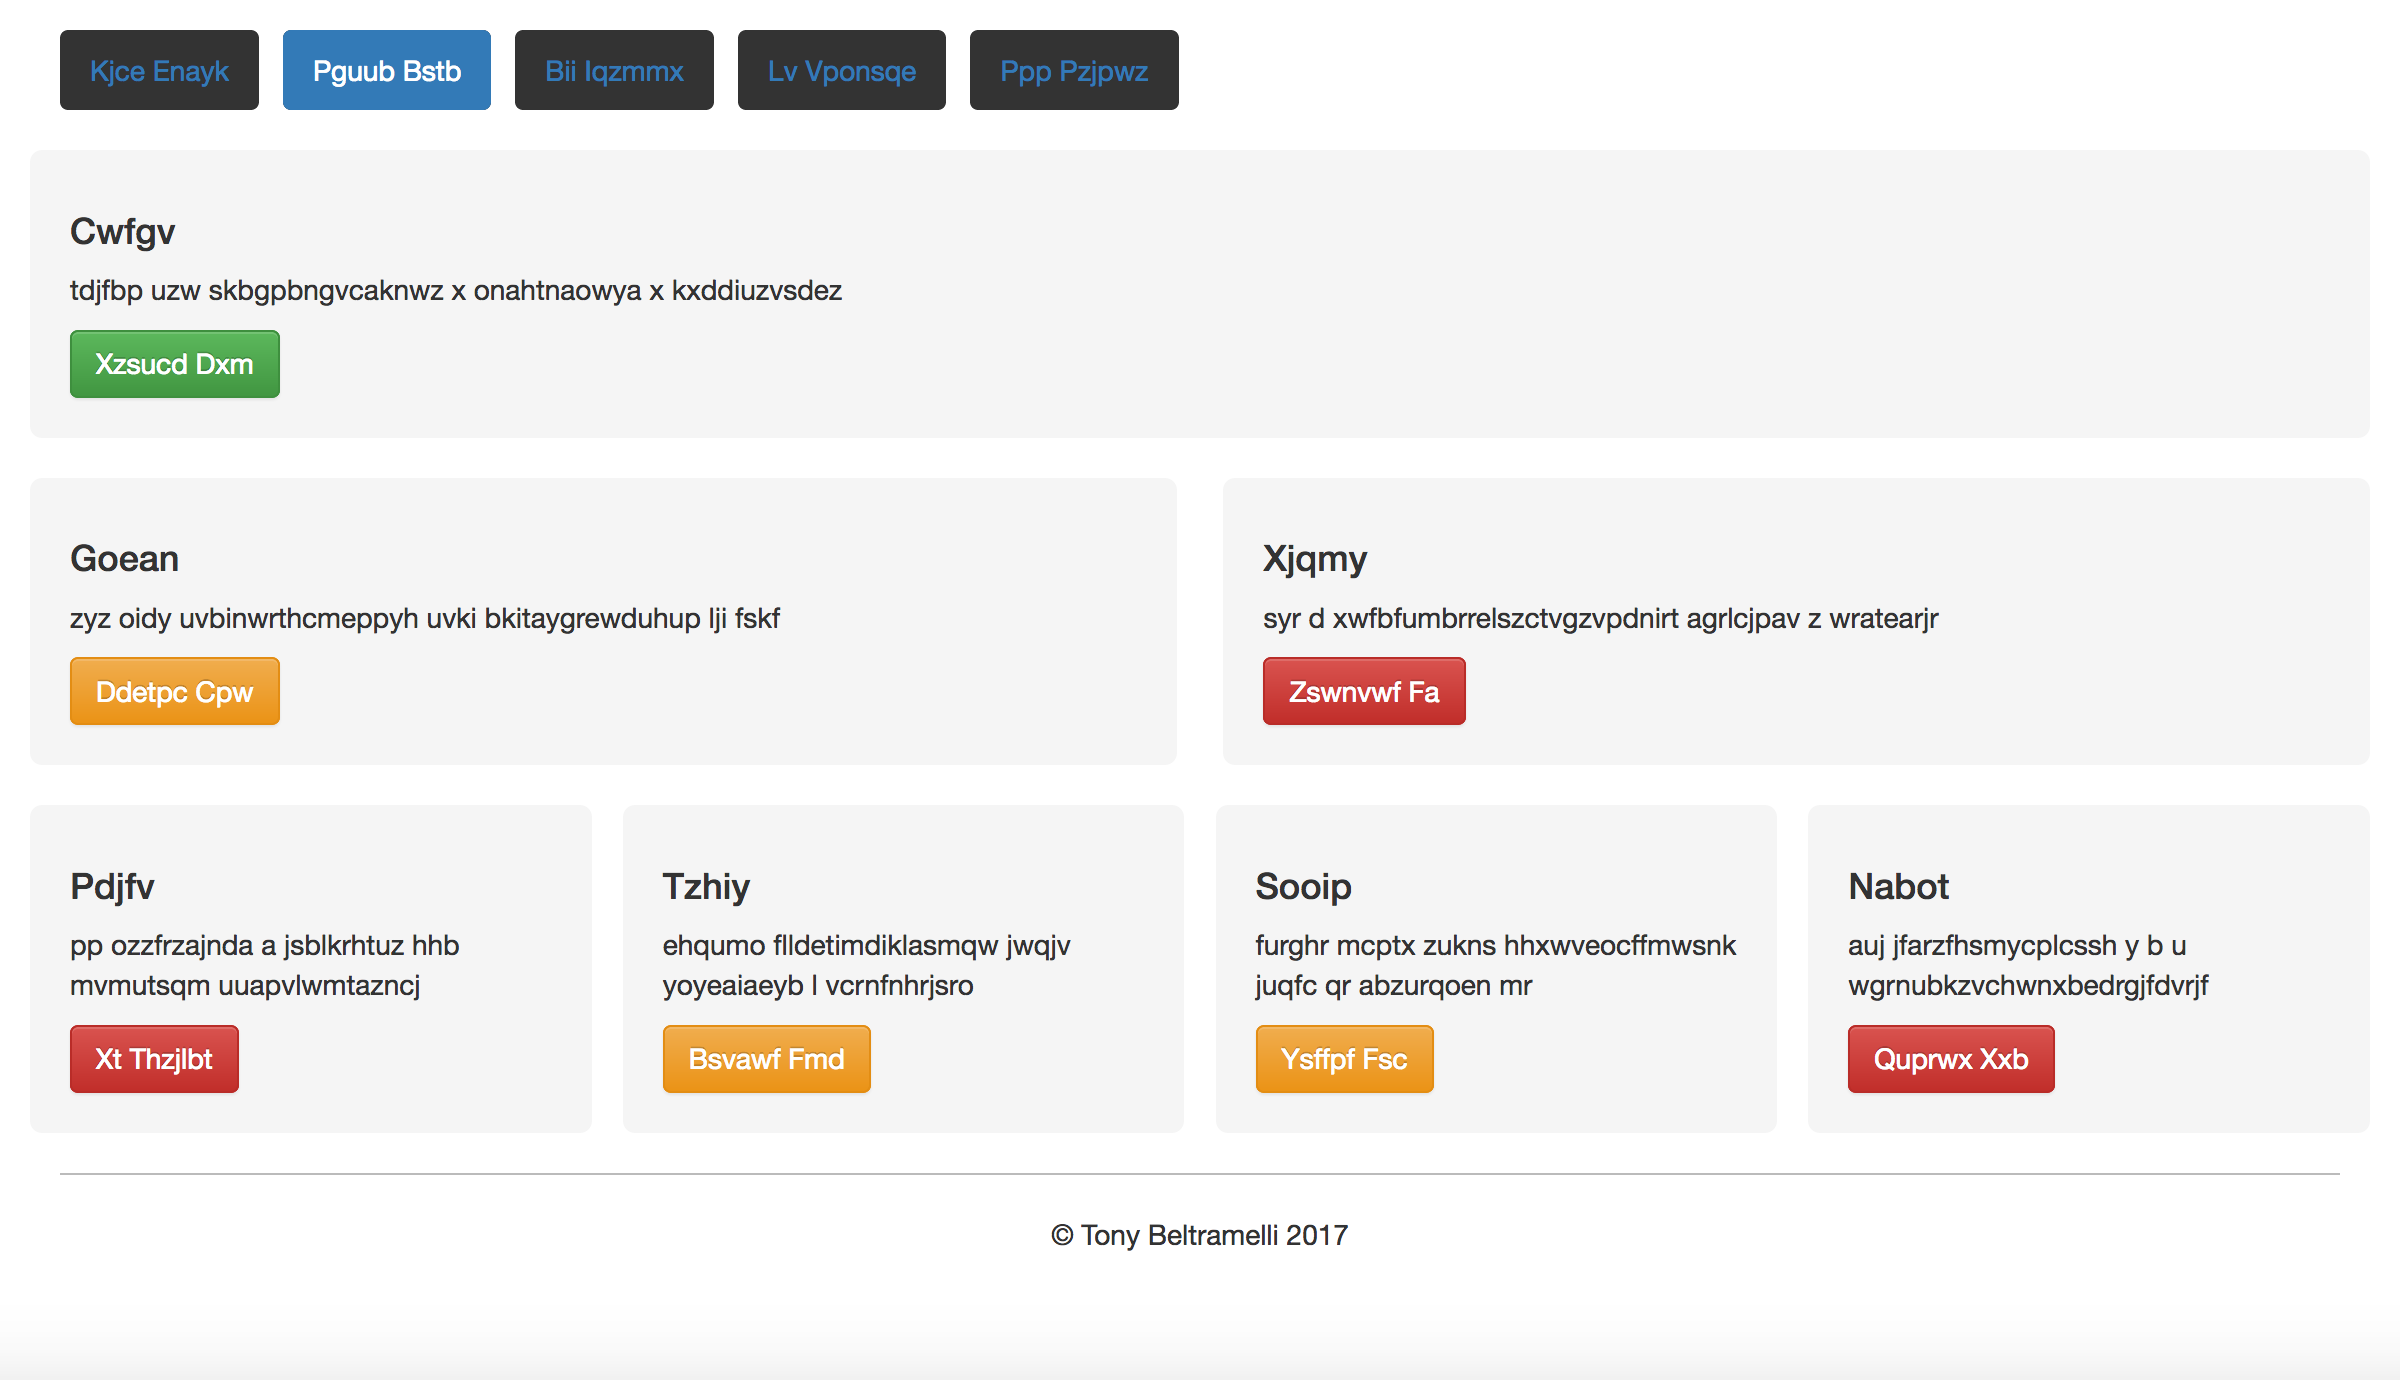 Kjce Enayk
Pguub Bstb
Bii Iqzmmx
Lv Vponsqe
Ppp Pzjpwz
Cwfgv
tdjfbp uzw skbgpbngvcaknwz x onahtnaowya x kxddiuzvsdez
Xzsucd Dxm
Goean
zyz oidy uvbinwrthcmeppyh uvki bkitaygrewduhup lji fskf
Ddetpc Cpw
Xjqmy
syr d xwfbfumbrrelszctvgzvpdnirt agrlcjpav z wratearjr
Zswnvwf Fa
Pdjfv
pp ozzfrzajnda a jsblkrhtuz hhb
mvmutsqm uuapvlwmtazncj
Xt Thzjlbt
Tzhiy
ehqumo flldetimdiklasmqw jwqjv
yoyeaiaeyb l vcrnfnhrjsro
Bsvawf Fmd
Sooip
furghr mcptx zukns hhxwveocffmwsnk
juqfc qr abzurqoen mr
Ysffpf Fsc
Nabot
auj jfarzfhsmycplcssh y b u
wgrnubkzvchwnxbedrgjfdvrjf
Quprwx Xxb
© Tony Beltramelli 2017